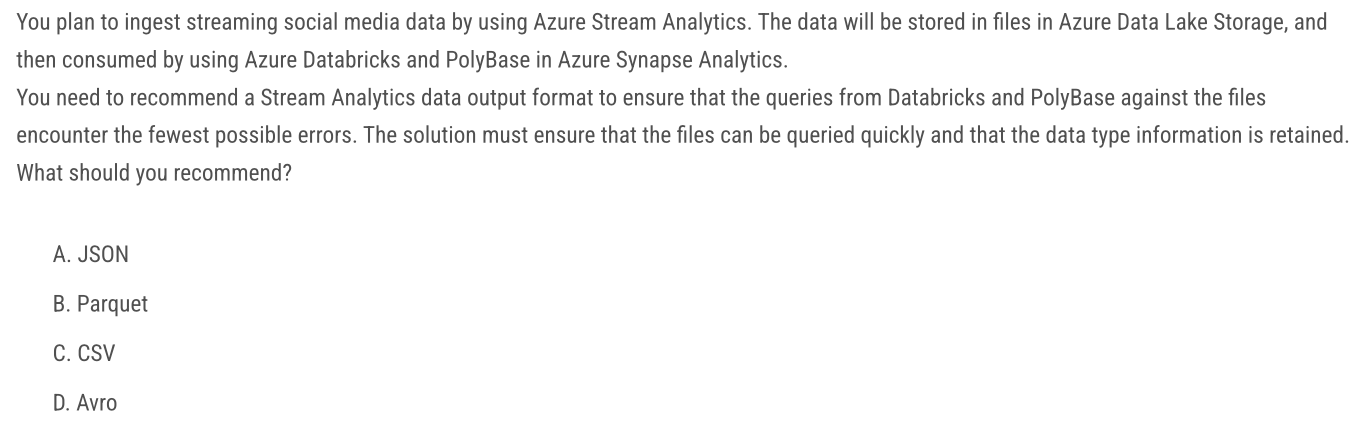 You plan to ingest streaming social media data by using Azure Stream Analytics. The data will be stored in files in Azure Data Lake Storage, and
then consumed by using Azure Databricks and PolyBase in Azure Synapse Analytics.
You need to recommend a Stream Analytics data output format to ensure that the queries from Databricks and PolyBase against the files
encounter the fewest possible errors. The solution must ensure that the files can be queried quickly and that the data type information is retained.
What should you recommend?
A. JSON
B. Parquet
C. CSV
D. Avro